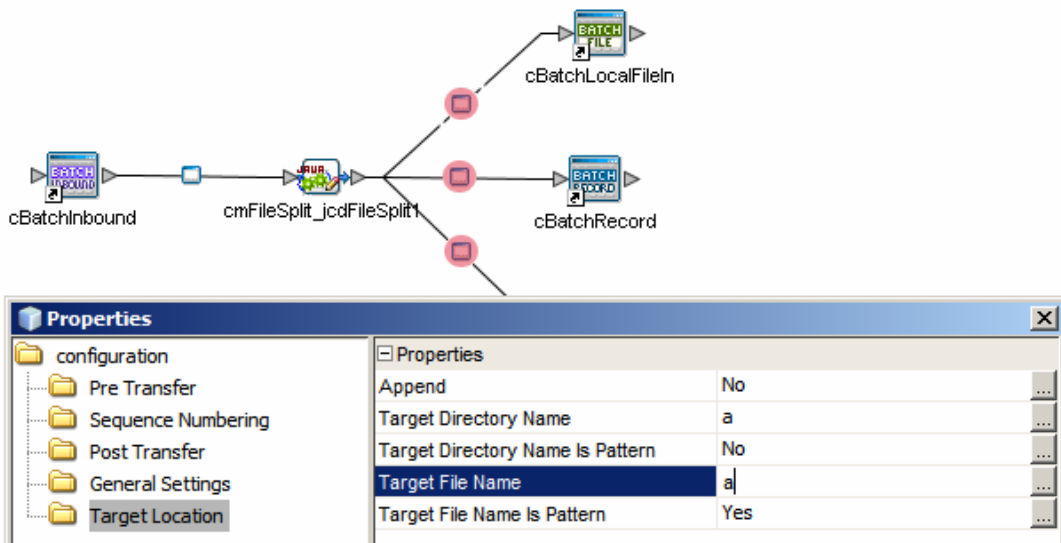 BATCH
FILE
cBatchLocalFileIn
BATCH
INBOUND
cBatchInbound
JAVA
cmFileSplit_jcdFileSplit1
BATCH
RECORD
cBatchRecord
Properties
configuration
Pre Transfer
Sequence Numbering
Post Transfer
General Settings
Target Location
Properties
Append No ...
Target Directory Name a ...
Target Directory Name Is Pattern No ...
Target File Name a ...
Target File Name Is Pattern Yes ...